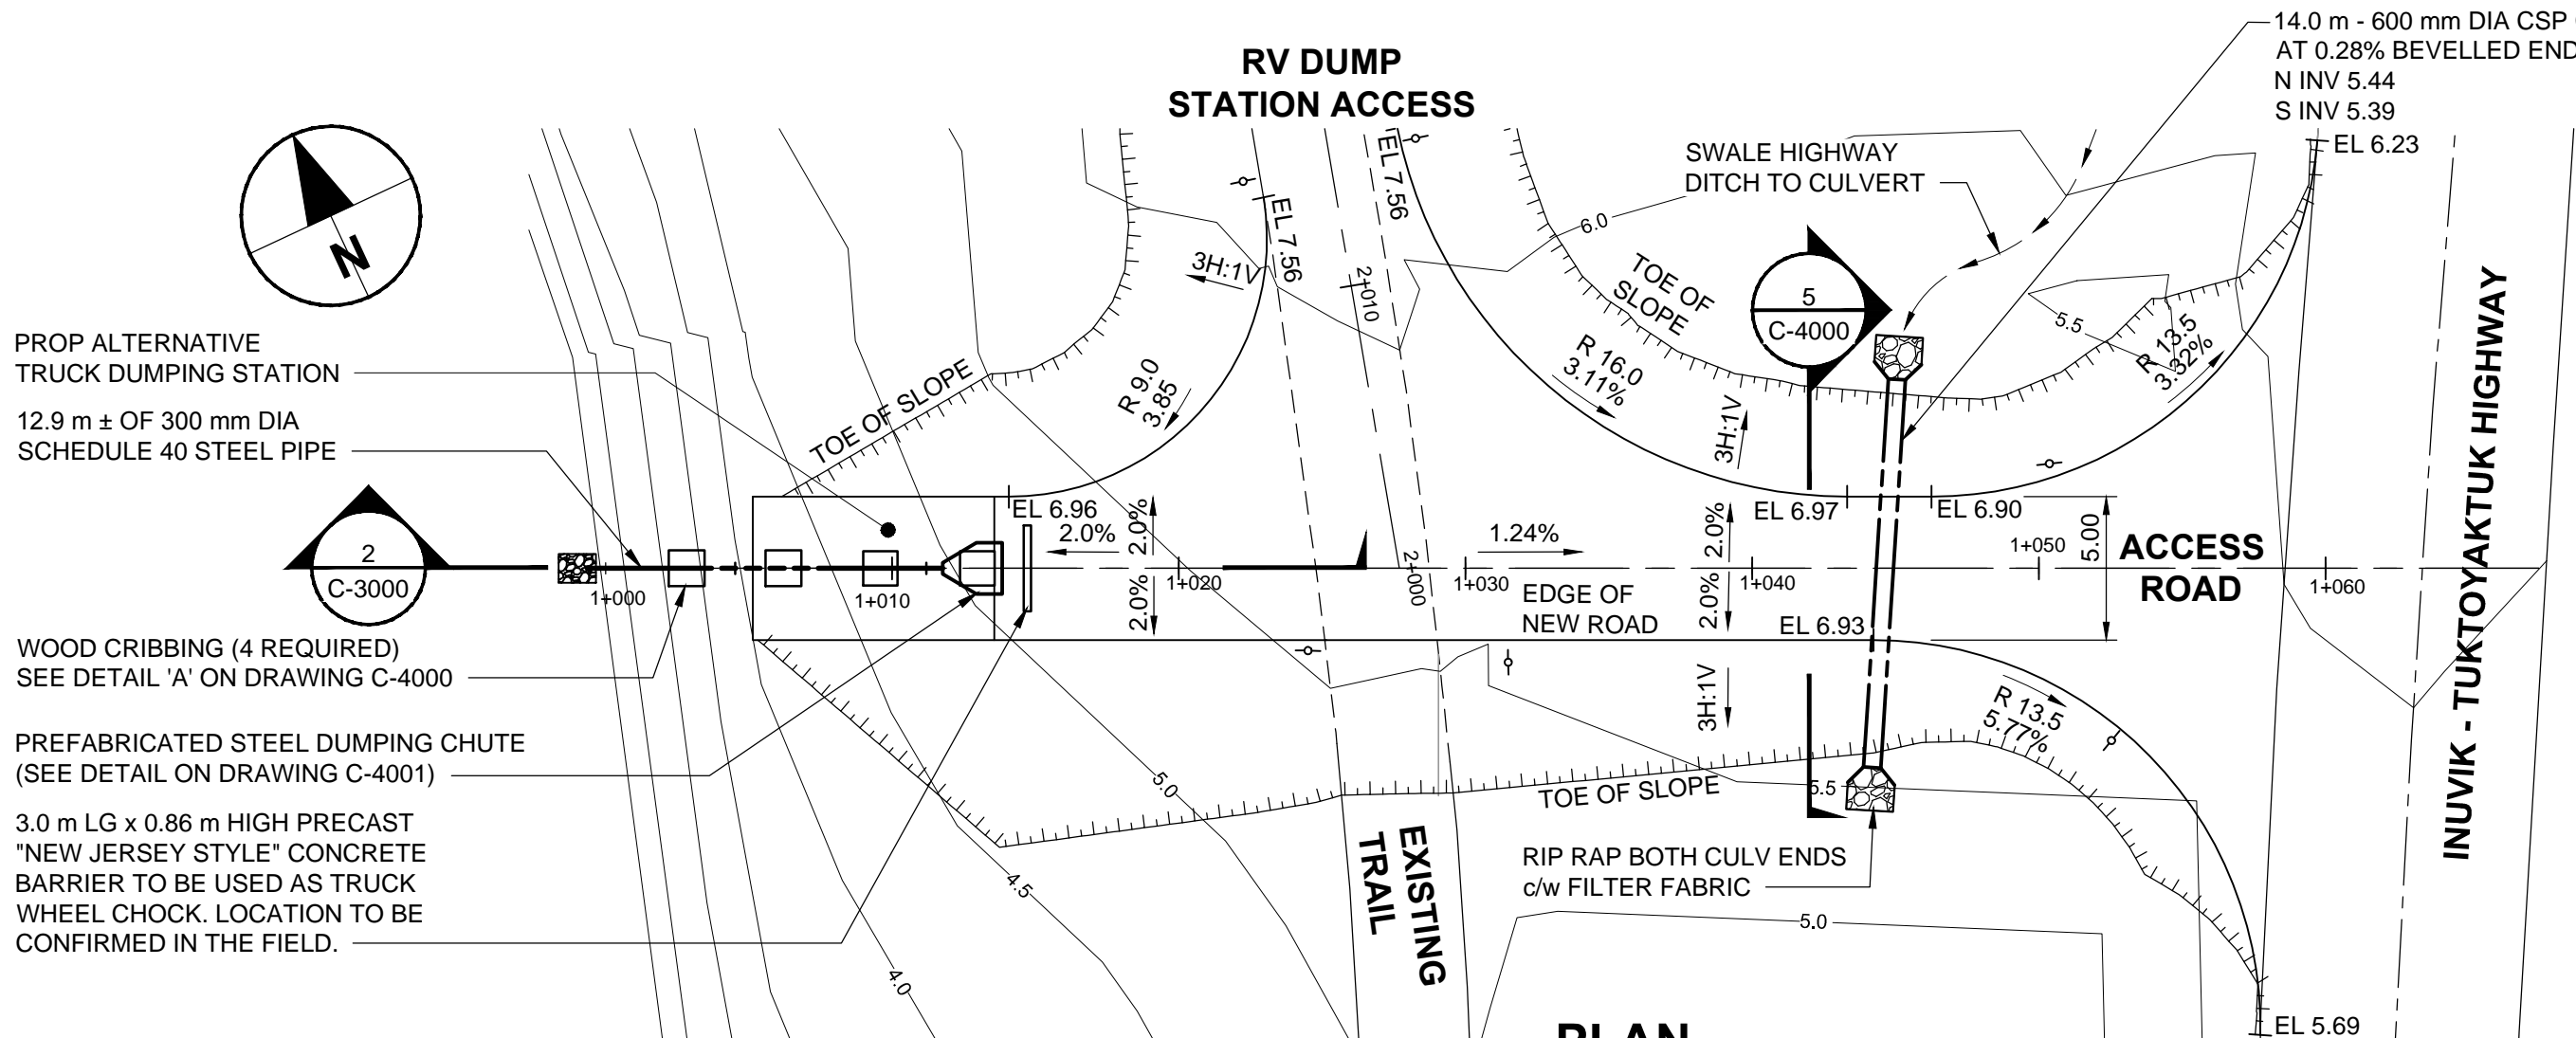 RV DUMP
STATION ACCESS
14.0 m - 600 mm DIA CSP
AT 0.28% BEVELLED END
N INV 5.44
S INV 5.39
EL 6.23
SWALE HIGHWAY
DITCH TO CULVERT
N
EL 7.56
EL 7.56
2+010
6.0
3H:1V
TOE OF
SLOPE
5
C-4000
5.5
R 13.5
3.32%
R 16.0
3.11%
R 9.0
3.85
TOE OF SLOPE
3H:1V
PROP ALTERNATIVE
TRUCK DUMPING STATION
12.9 m ± OF 300 mm DIA
SCHEDULE 40 STEEL PIPE
2
C-3000
EL 6.96
2.0%
2.0%
2.0%
1.24%
EL 6.97
EL 6.90
2.0%
2.0%
5.00
ACCESS
ROAD
1+000
1+010
1+020
2+000
1+030
1+040
1+050
1+060
EDGE OF
NEW ROAD
EL 6.93
INUVIK - TUKTOYAKTUK HIGHWAY
WOOD CRIBBING (4 REQUIRED)
SEE DETAIL 'A' ON DRAWING C-4000
3H:1V
R 13.5
5.77%
PREFABRICATED STEEL DUMPING CHUTE
(SEE DETAIL ON DRAWING C-4001)
5.0
TOE OF SLOPE
5.5
3.0 m LG x 0.86 m HIGH PRECAST
"NEW JERSEY STYLE" CONCRETE
BARRIER TO BE USED AS TRUCK
WHEEL CHOCK. LOCATION TO BE
CONFIRMED IN THE FIELD.
4.5
4.0
EXISTING
TRAIL
RIP RAP BOTH CULV ENDS
c/w FILTER FABRIC
5.0
EL 5.69
PLAN